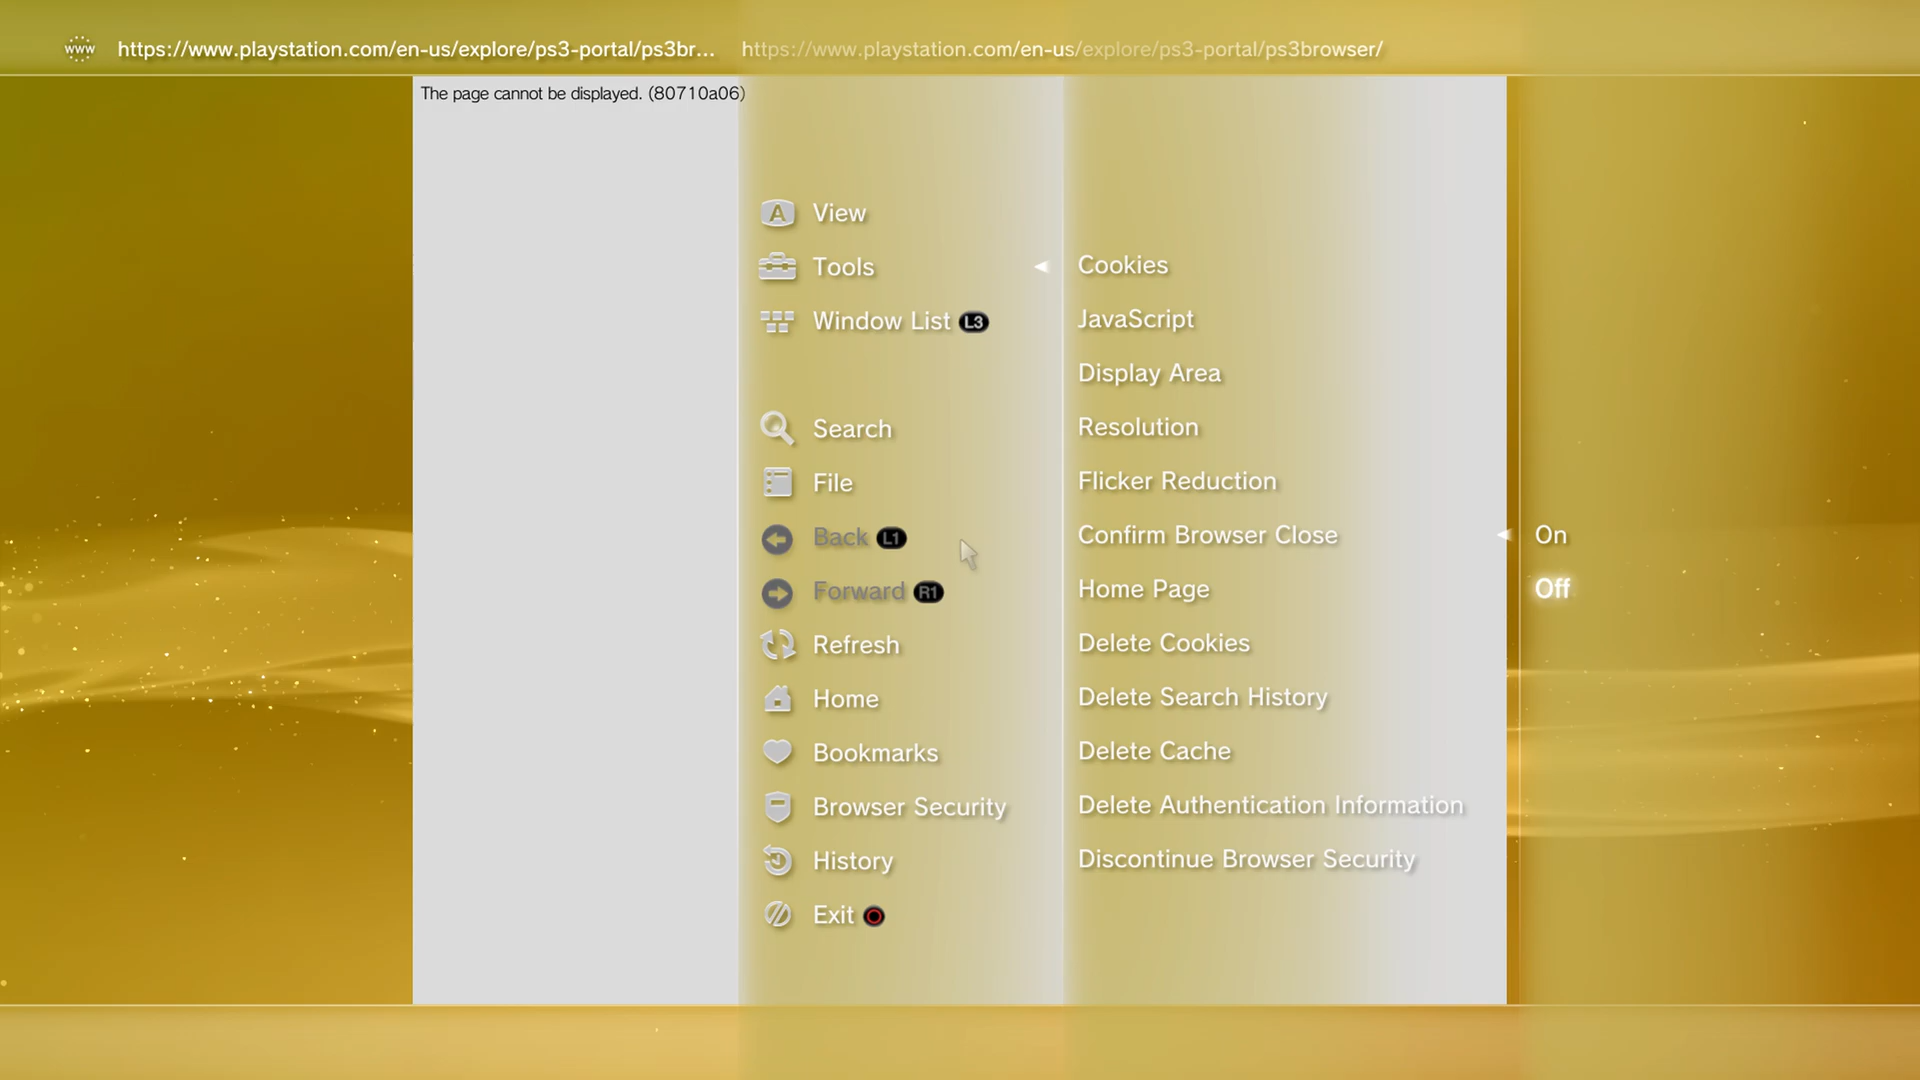 www https://www.playstation.com/en-us/explore/ps3-portal/ps3br... https://www.playstation.com/en-us/explore/ps3-portal/ps3browser/
The page cannot be displayed. (80710a06)
A View
Tools
Window List L3
Search
File
Back L1
Forward R1
Refresh
Home
Bookmarks
Browser Security
History
Exit
Cookies
JavaScript
Display Area
Resolution
Flicker Reduction
Confirm Browser Close
Home Page
Delete Cookies
Delete Search History
Delete Cache
Delete Authentication Information
Discontinue Browser Security
On
Off